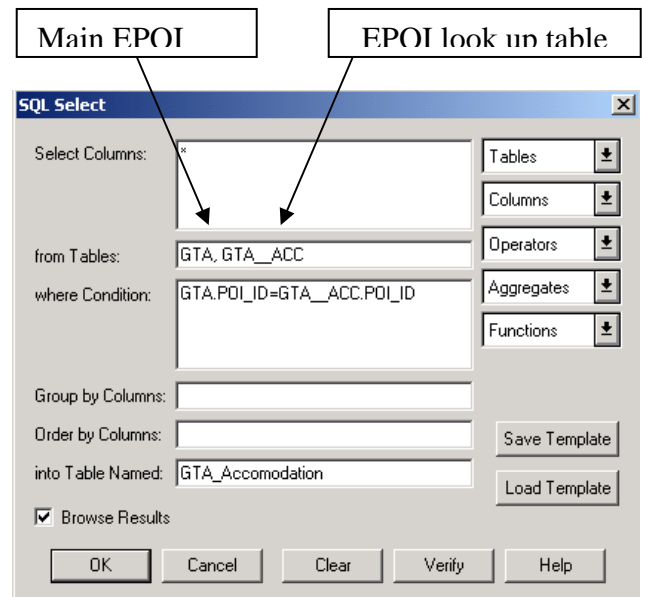 Main EPOI
EPOI look up table
SQL Select
Select Columns:
*
Tables
Columns
from Tables:
GTA, GTA__ACC
Operators
where Condition:
GTA.POI_ID=GTA__ACC.POI_ID
Aggregates
Functions
Group by Columns:
Order by Columns:
Save Template
into Table Named:
GTA_Accomodation
Load Template
Browse Results
OK
Cancel
Clear
Verify
Help